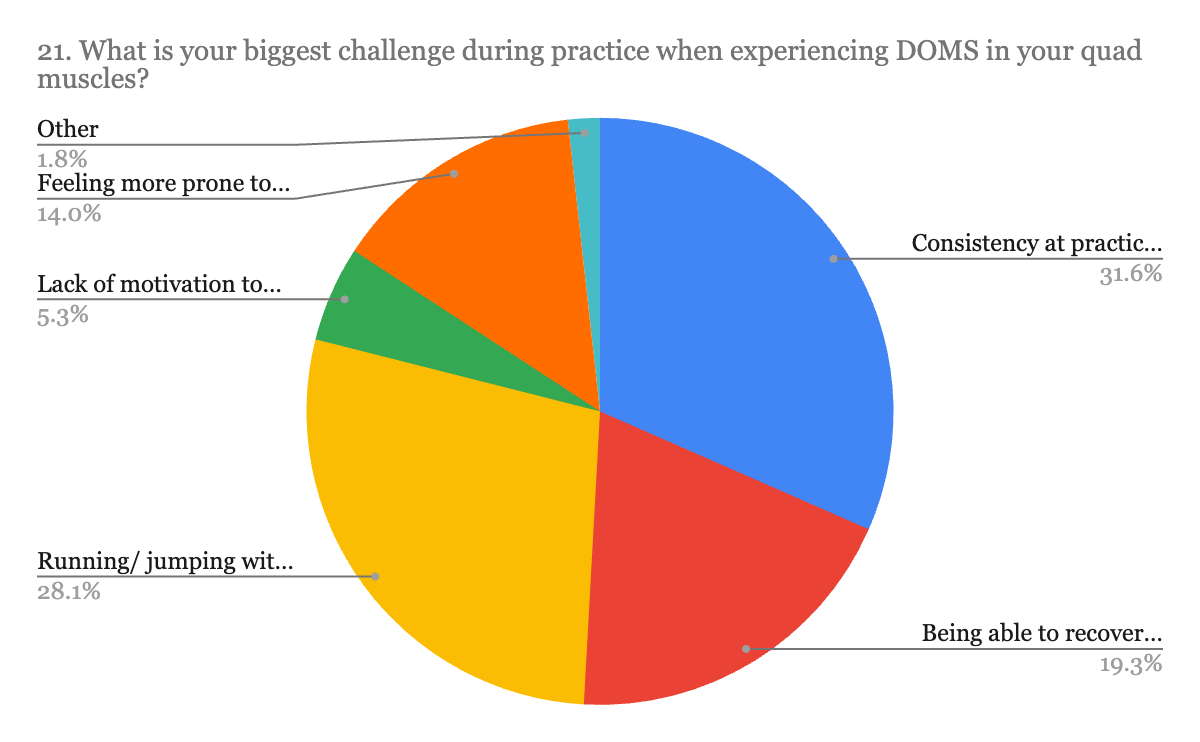 21. What is your biggest challenge during practice when experiencing DOMS in your quad
muscles?
Other
1.8%
Feeling more prone to...
14.0%
Lack of motivation to...
5.3%
Running/ jumping wit...
28.1%
Consistency at practic...
31.6%
Being able to recover...
19.3%